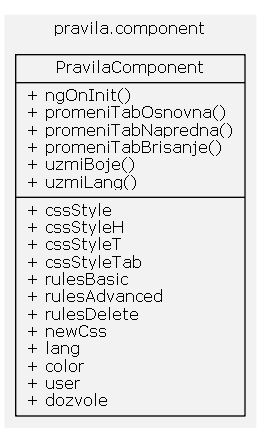 pravila.component
PravilaComponent
+ ngOnInit()
+ promeniTabOsnovna()
+ promeniTabNapredna()
+ promeniTabBrisanje()
+ uzmiBoje()
+ uzmiLang()
+ cssStyle
+ cssStyleH
+ cssStyleT
+ cssStyleTab
+ rulesBasic
+ rulesAdvanced
+ rulesDelete
+ newCss
+ lang
+ color
+ user
+ dozvole